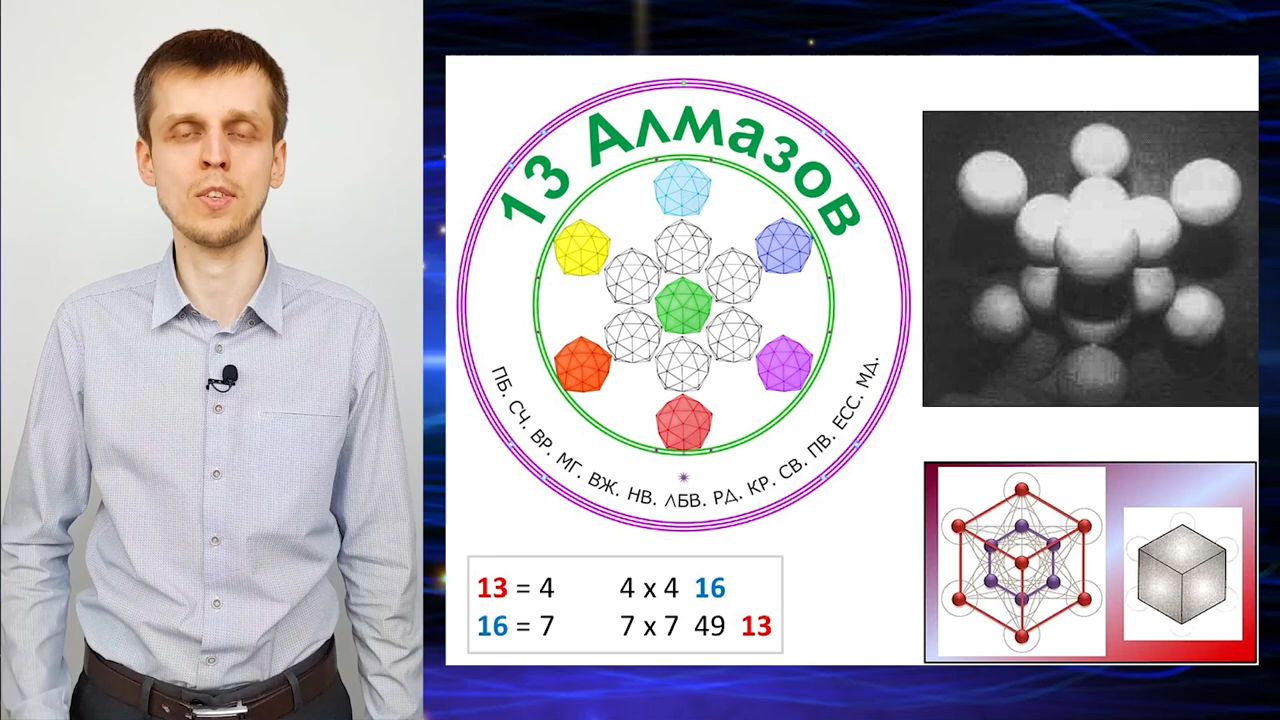 13 Алмазов
ПБ. СЧ. ВР. МГ. ВЖ. НВ. ЛБВ. РД. КР. СВ. ПВ. ЕСС. МД.
13 = 4 4 x 4 16
16 = 7 7 x 7 49 13